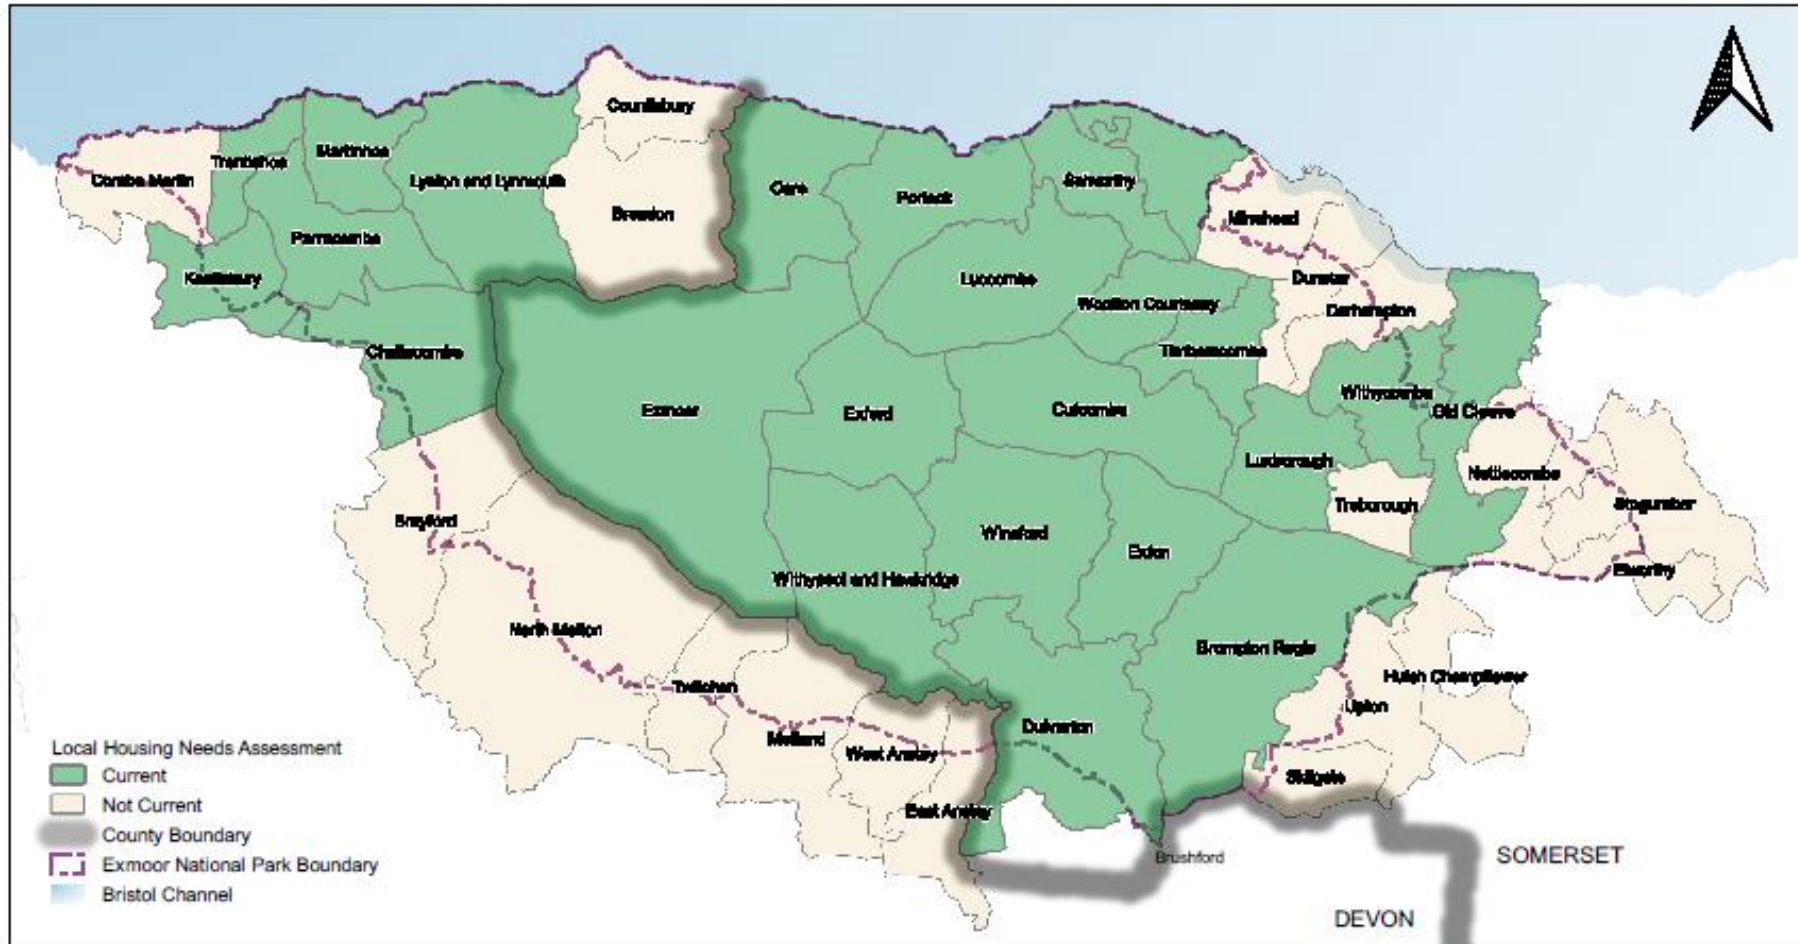 Countisbury
Martinhoe
Trentishoe
Combe Martin
Lynton and Lynmouth
Oare
Porlock
Selworthy
Brendon
Minehead
Parracombe
Kentisbury
Luccombe
Dunster
Wootton Courtenay
Carhampton
Challacombe
Timberscombe
Withycombe
Exmoor
Exford
Cutcombe
Old Cleeve
Luxborough
Nettlecombe
Treborough
Stogumber
Brayford
Winsford
Exton
Elworthy
Withypool and Hawkridge
North Molton
Brompton Regis
Huish Champflower
Twitchen
Upton
Dulverton
Molland
West Anstey
Skilgate
East Anstey
Brushford
SOMERSET
DEVON
Local Housing Needs Assessment
Current
Not Current
County Boundary
Exmoor National Park Boundary
Bristol Channel